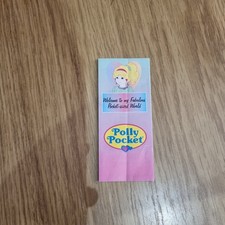 Welcome to my Fabulous
Pocket-sized World
Polly
Pocket